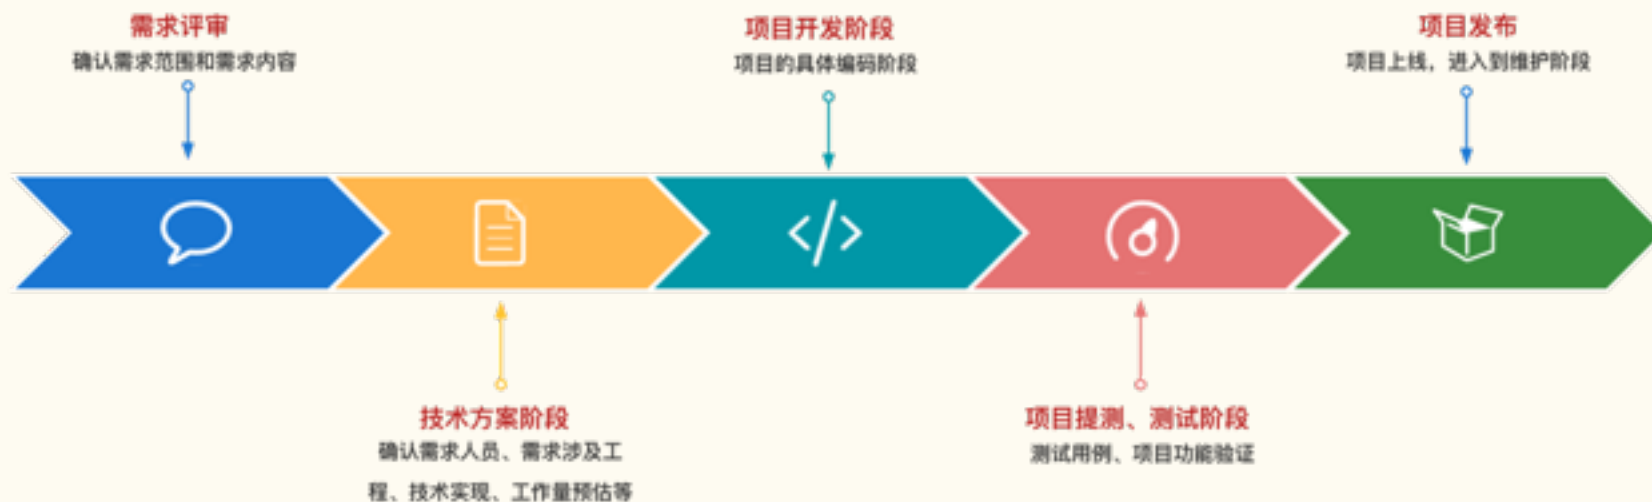 需求评审
确认需求范围和需求内容
项目开发阶段
项目的具体编码阶段
项目发布
项目上线，进入到维护阶段
</>
技术方案阶段
确认需求人员、需求涉及工
程、技术实现、工作量预估等
项目提测、测试阶段
测试用例、项目功能验证